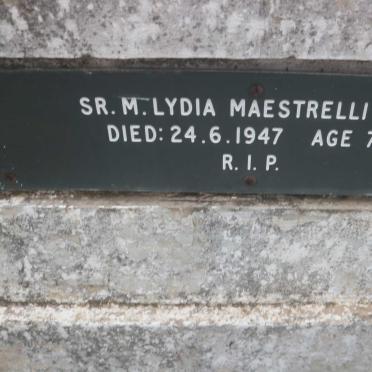 SR. M. LYDIA MAESTRELLI
DIED: 24.6.1947 AGE 7
R. I. P.